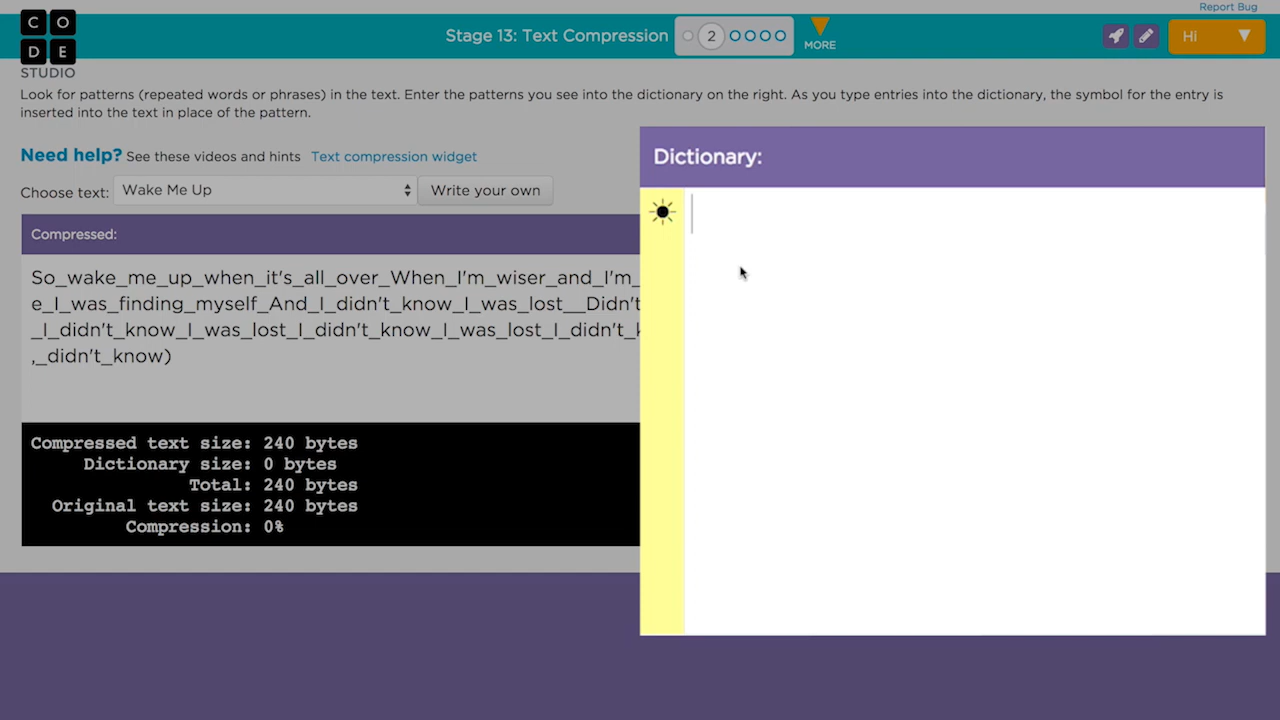 Report Bug
C O
D E
STUDIO
Stage 13: Text Compression
2
MORE
Hi
Look for patterns (repeated words or phrases) in the text. Enter the patterns you see into the dictionary on the right. As you type entries into the dictionary, the symbol for the entry is
inserted into the text in place of the pattern.
Need help? See these videos and hints Text compression widget
Choose text: Wake Me Up Write your own
Compressed:
So_wake_me_up_when_it's_all_over_When_I'm_wiser_and_I'm_
e_I_was_finding_myself_And_I_didn't_know_I_was_lost__Didn't
_I_didn't_know_I_was_lost_I_didn't_know_I_was_lost_I_didn't_k
,_didn't_know)
Compressed text size: 240 bytes
Dictionary size: 0 bytes
Total: 240 bytes
Original text size: 240 bytes
Compression: 0%
Dictionary: